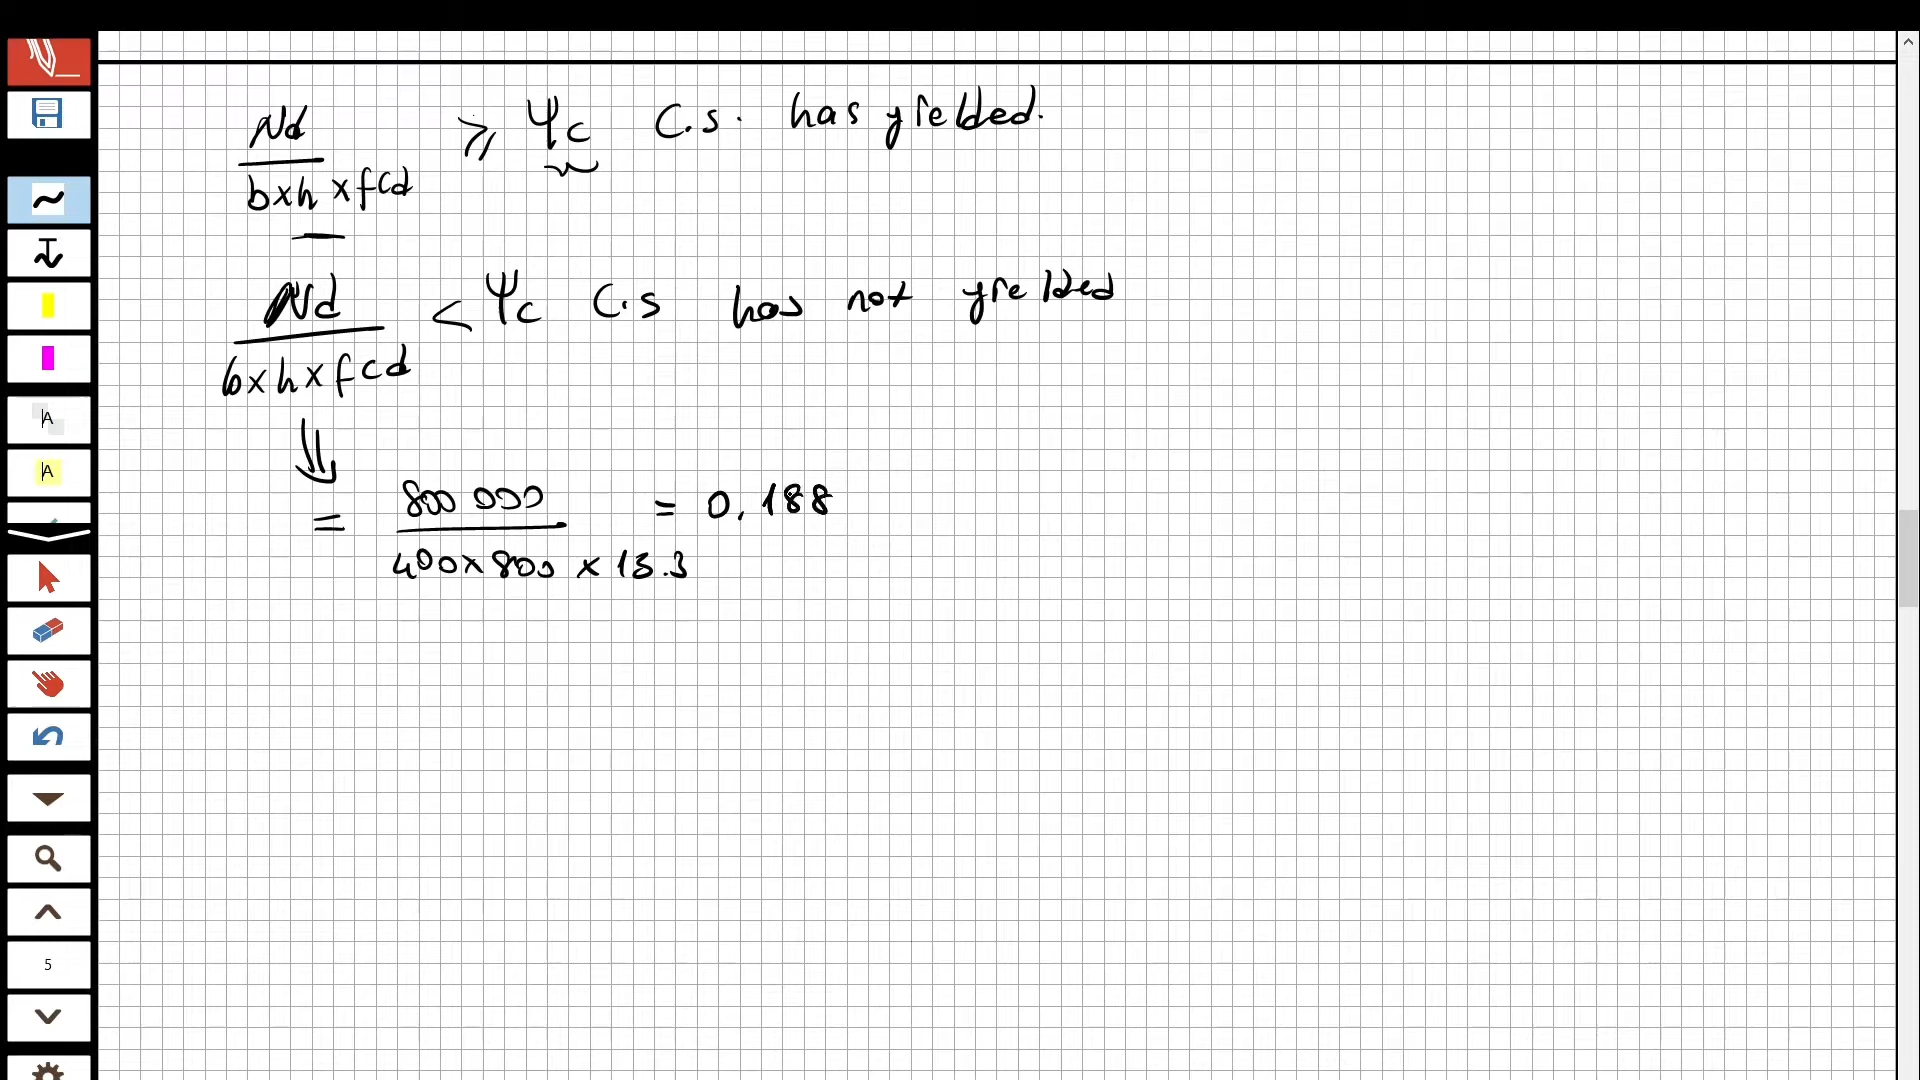 Nd / b×h×fcd ⩾ Ψc C.s. has yielded.
Nd / b×h×fcd < Ψc C.s has not yielded
⇓
= 800 000 / 400×800 × 13.3 = 0.188
A
A
5